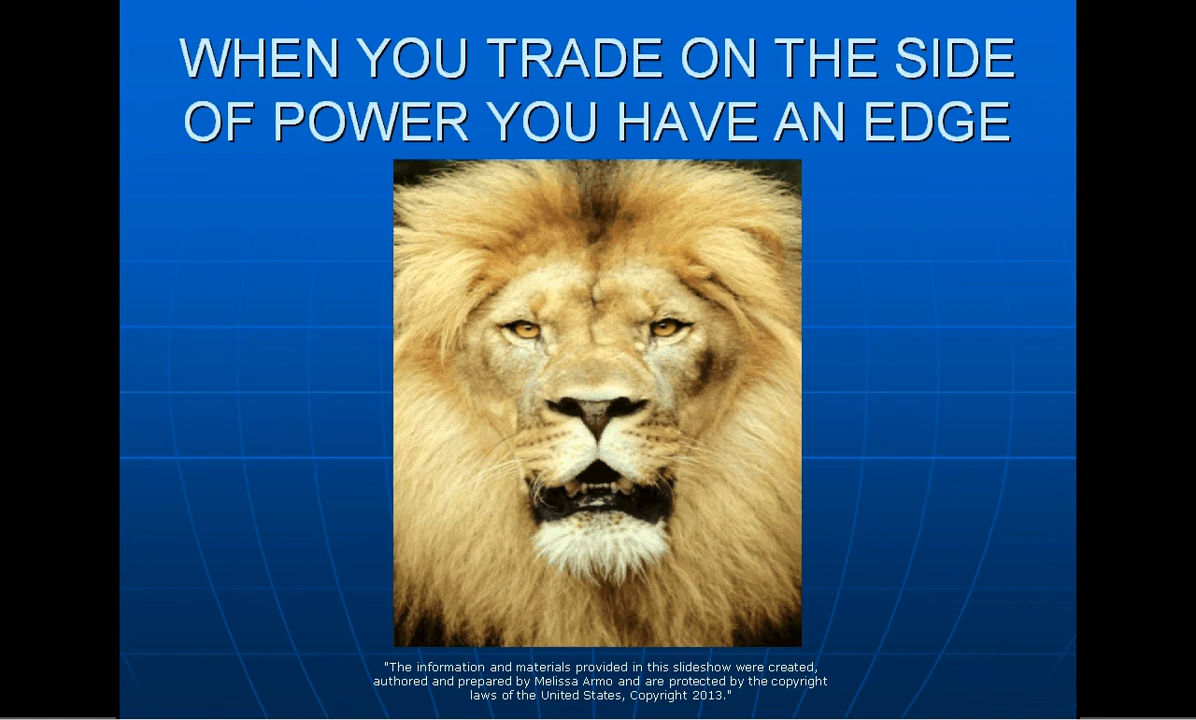 WHEN YOU TRADE ON THE SIDE
OF POWER YOU HAVE AN EDGE
"The information and materials provided in this slideshow were created,
authored and prepared by Melissa Armo and are protected by the copyright
laws of the United States, Copyright 2013."